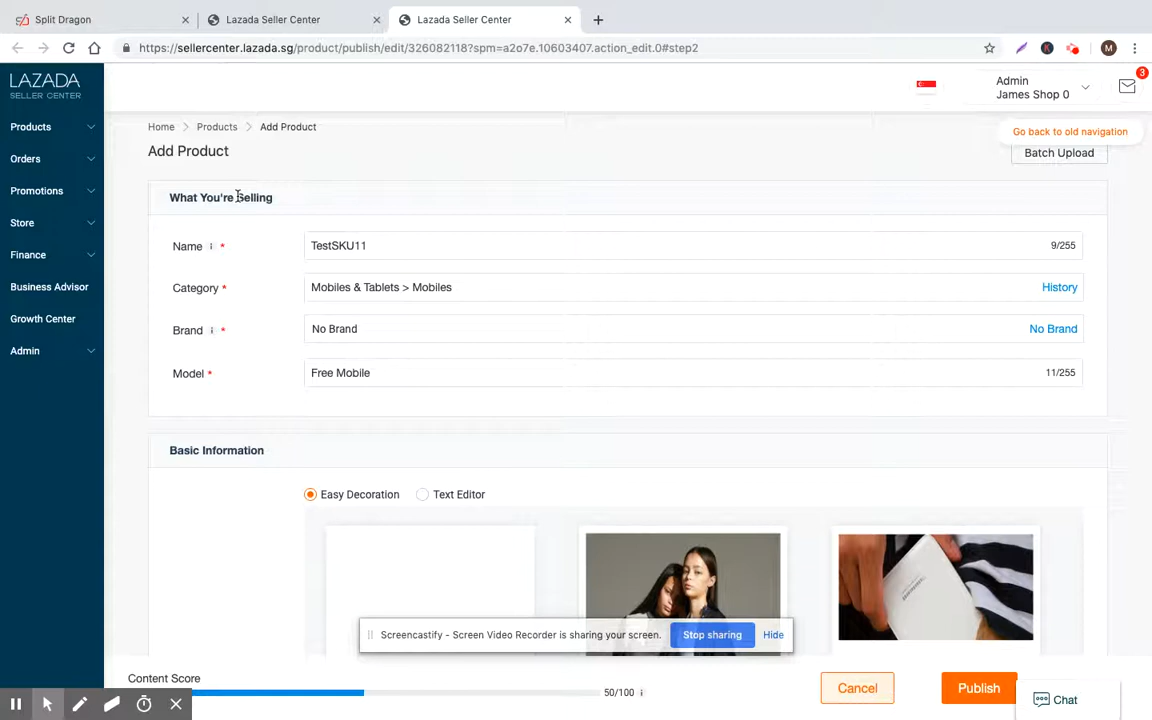 Split Dragon
Lazada Seller Center
Lazada Seller Center
https://sellercenter.lazada.sg/product/publish/edit/326082118?spm=a2o7e.10603407.action_edit.0#step2
M
LAZADA
SELLER CENTER
Admin
James Shop 0
3
Products
Orders
Promotions
Store
Finance
Business Advisor
Growth Center
Admin
Home
Products
Add Product
Go back to old navigation
Add Product
Batch Upload
What You're Selling
Name i *
TestSKU11
9/255
Category *
Mobiles & Tablets > Mobiles
History
Brand i *
No Brand
No Brand
Model *
Free Mobile
11/255
Basic Information
Easy Decoration
Text Editor
Screencastify - Screen Video Recorder is sharing your screen.
Stop sharing
Hide
Content Score
50/100 i
Cancel
Publish
Chat